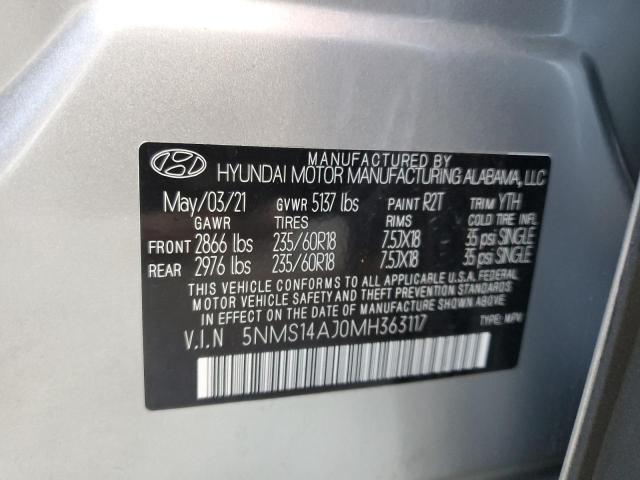 MANUFACTURED BY
HYUNDAI MOTOR MANUFACTURING ALABAMA, LLC
May/03/21 GVWR 5137 lbs PAINT R2T TRIM YTH
GAWR TIRES RIMS COLD TIRE INFL
FRONT 2866 lbs 235/60R18 7.5JX18 35 psi SINGLE
REAR 2976 lbs 235/60R18 7.5JX18 35 psi SINGLE
THIS VEHICLE CONFORMS TO ALL APPLICABLE U.S.A. FEDERAL
MOTOR VEHICLE SAFETY AND THEFT PREVENTION STANDARDS
IN EFFECT ON THE DATE OF MANUFACTURE SHOWN ABOVE.
V.I.N 5NMS14AJ0MH363117 TYPE: MPV